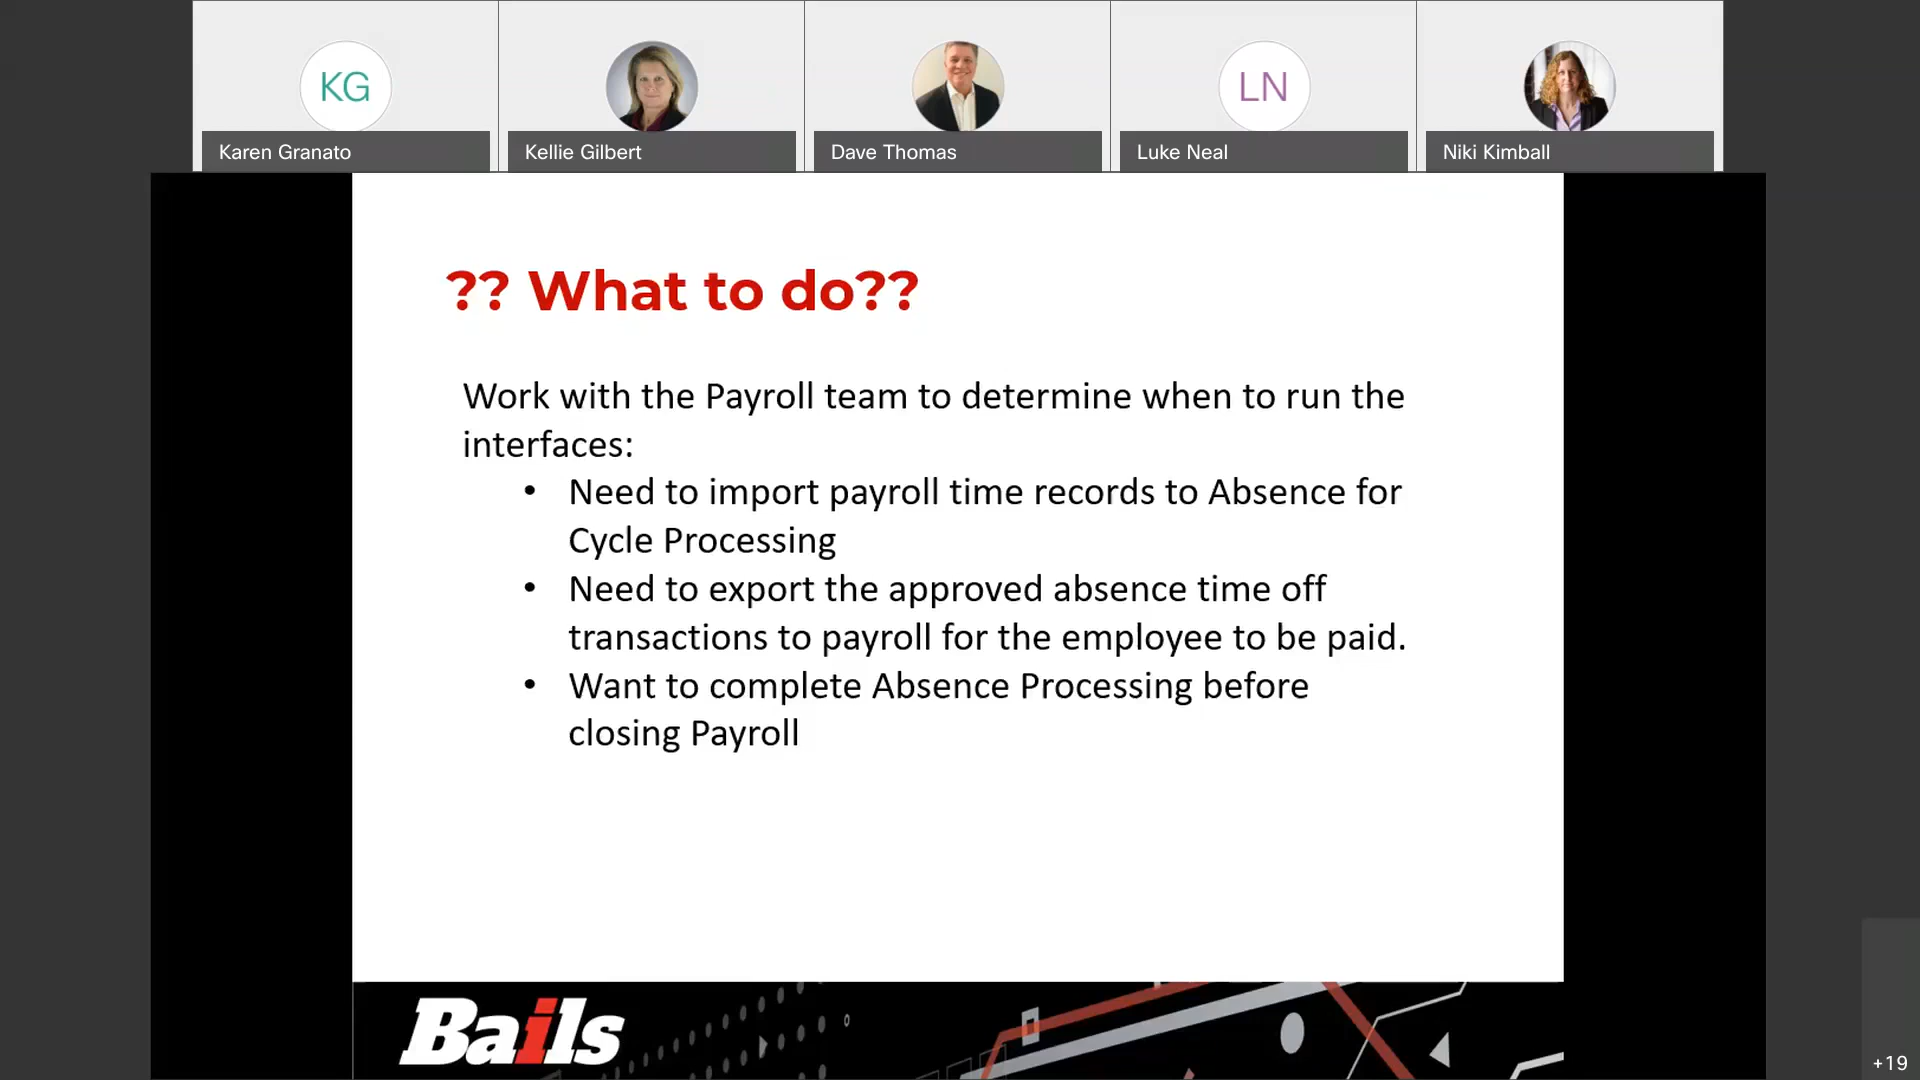 KG
LN
Karen Granato
Kellie Gilbert
Dave Thomas
Luke Neal
Niki Kimball
?? What to do??
Work with the Payroll team to determine when to run the
interfaces:
• Need to import payroll time records to Absence for
Cycle Processing
• Need to export the approved absence time off
transactions to payroll for the employee to be paid.
• Want to complete Absence Processing before
closing Payroll
Bails
+19